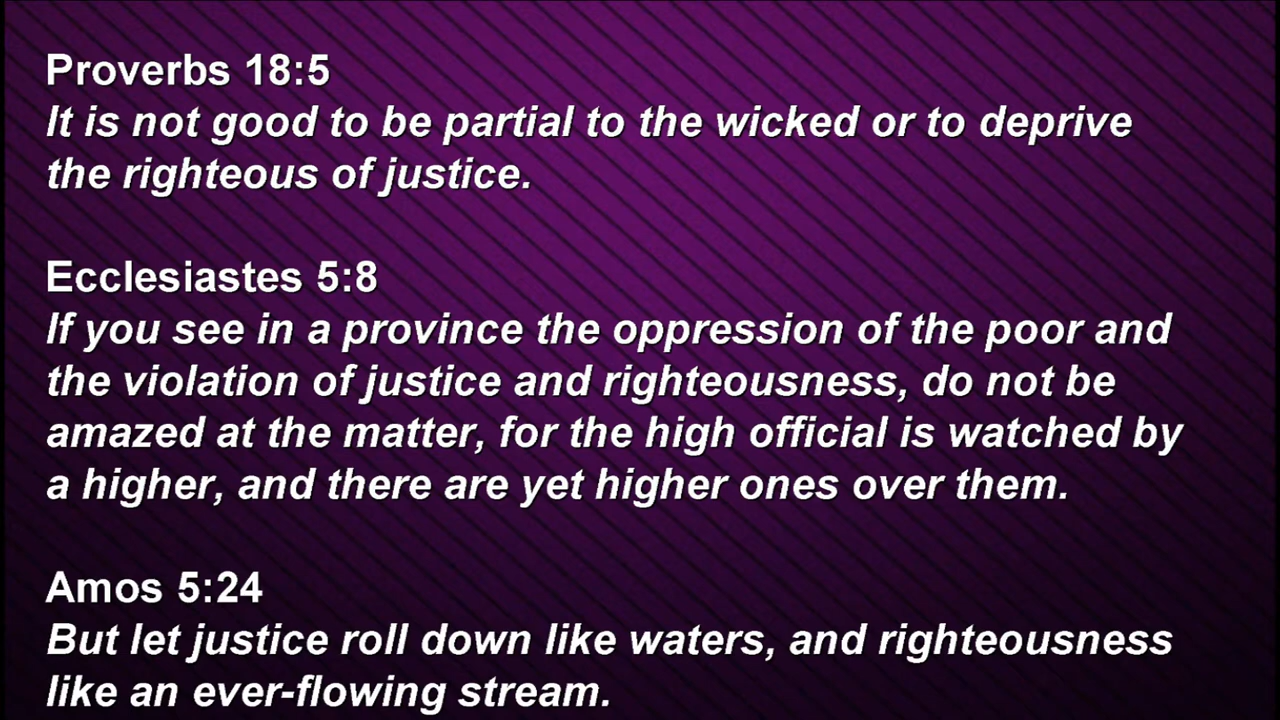 Proverbs 18:5
It is not good to be partial to the wicked or to deprive
the righteous of justice.
Ecclesiastes 5:8
If you see in a province the oppression of the poor and
the violation of justice and righteousness, do not be
amazed at the matter, for the high official is watched by
a higher, and there are yet higher ones over them.
Amos 5:24
But let justice roll down like waters, and righteousness
like an ever-flowing stream.